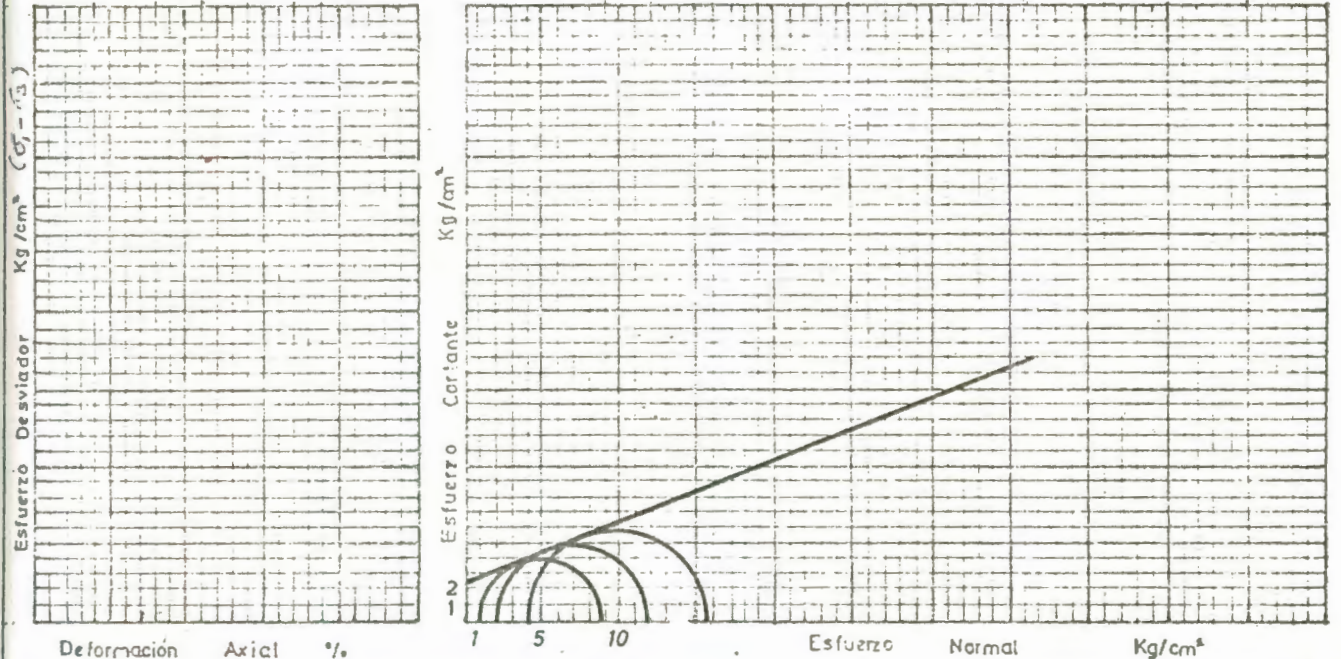 Esfuerzo Desviador Kg/cm² (σ₁ - σ₃)
Deformación Axial %
Esfuerzo Cortante Kg/cm²
2
1
1 5 10
Esfuerzo Normal Kg/cm²